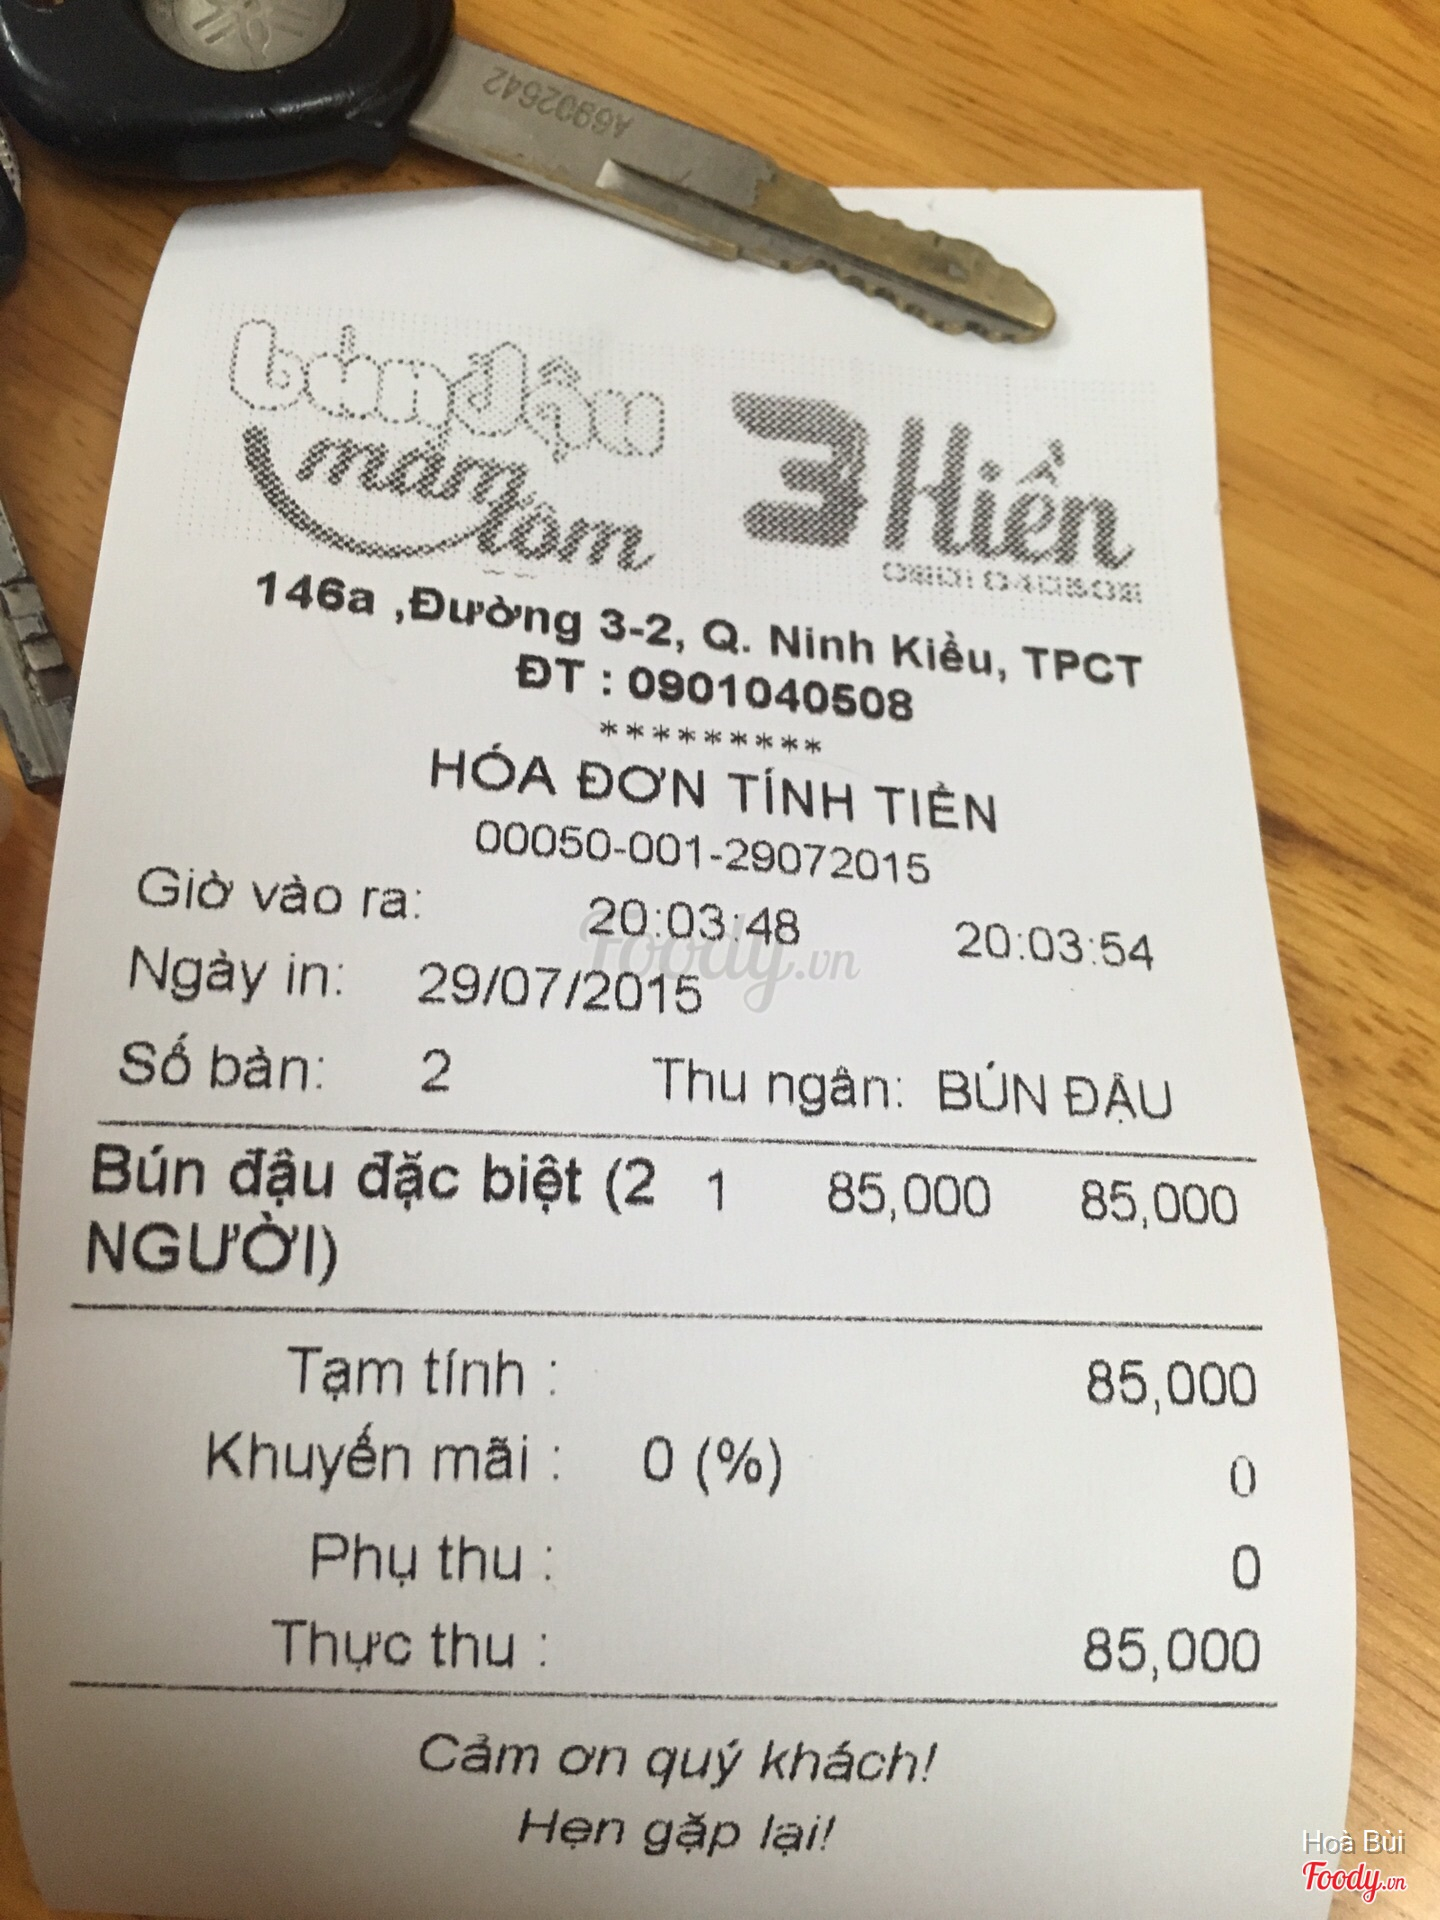 A6902642
bún đậu
mắm tôm
3 Hiền
146a ,Đường 3-2, Q. Ninh Kiều, TPCT
ĐT : 0901040508
*********
HÓA ĐƠN TÍNH TIỀN
00050-001-29072015
Giờ vào ra: 20:03:48 20:03:54
Foody.vn
Ngày in: 29/07/2015
Số bàn: 2 Thu ngân: BÚN ĐẬU
Bún đậu đặc biệt (2 1 85,000 85,000
NGƯỜI)
Tạm tính : 85,000
Khuyến mãi : 0 (%) 0
Phụ thu : 0
Thực thu : 85,000
Cảm ơn quý khách!
Hẹn gặp lại!
Hoà Bùi
Foody.vn